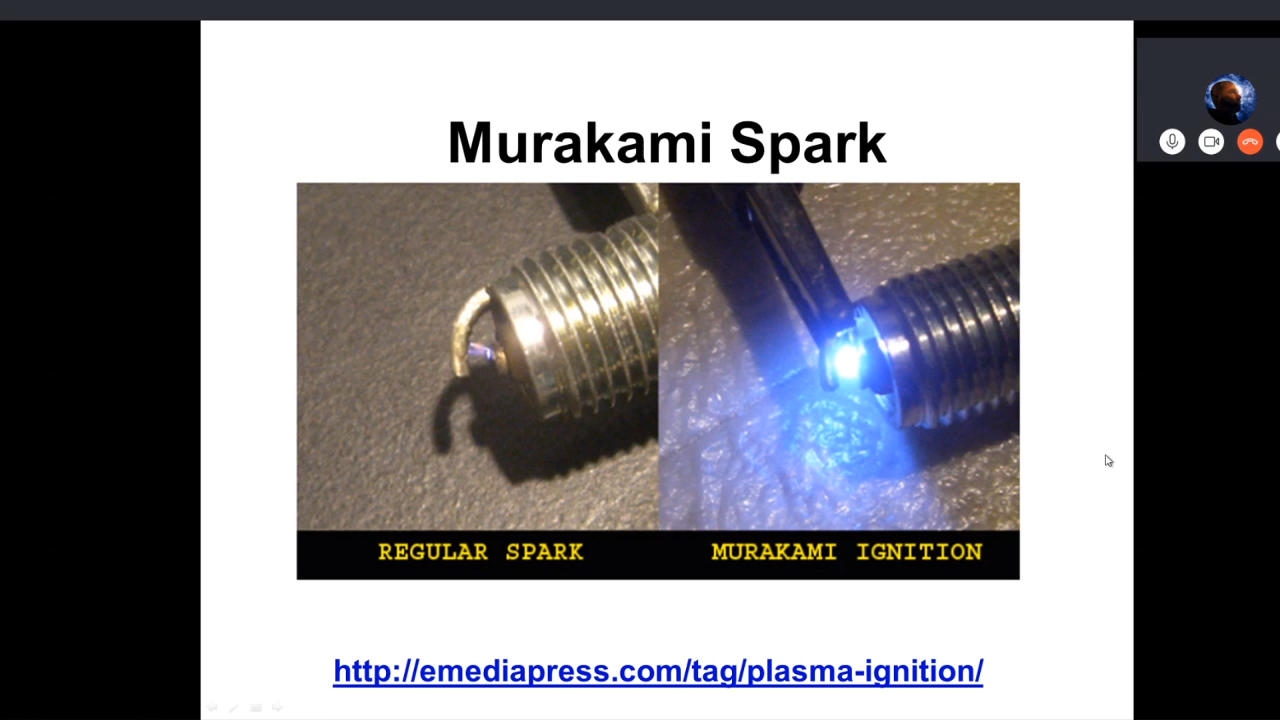 Murakami Spark
REGULAR SPARK
MURAKAMI IGNITION
http://emediapress.com/tag/plasma-ignition/